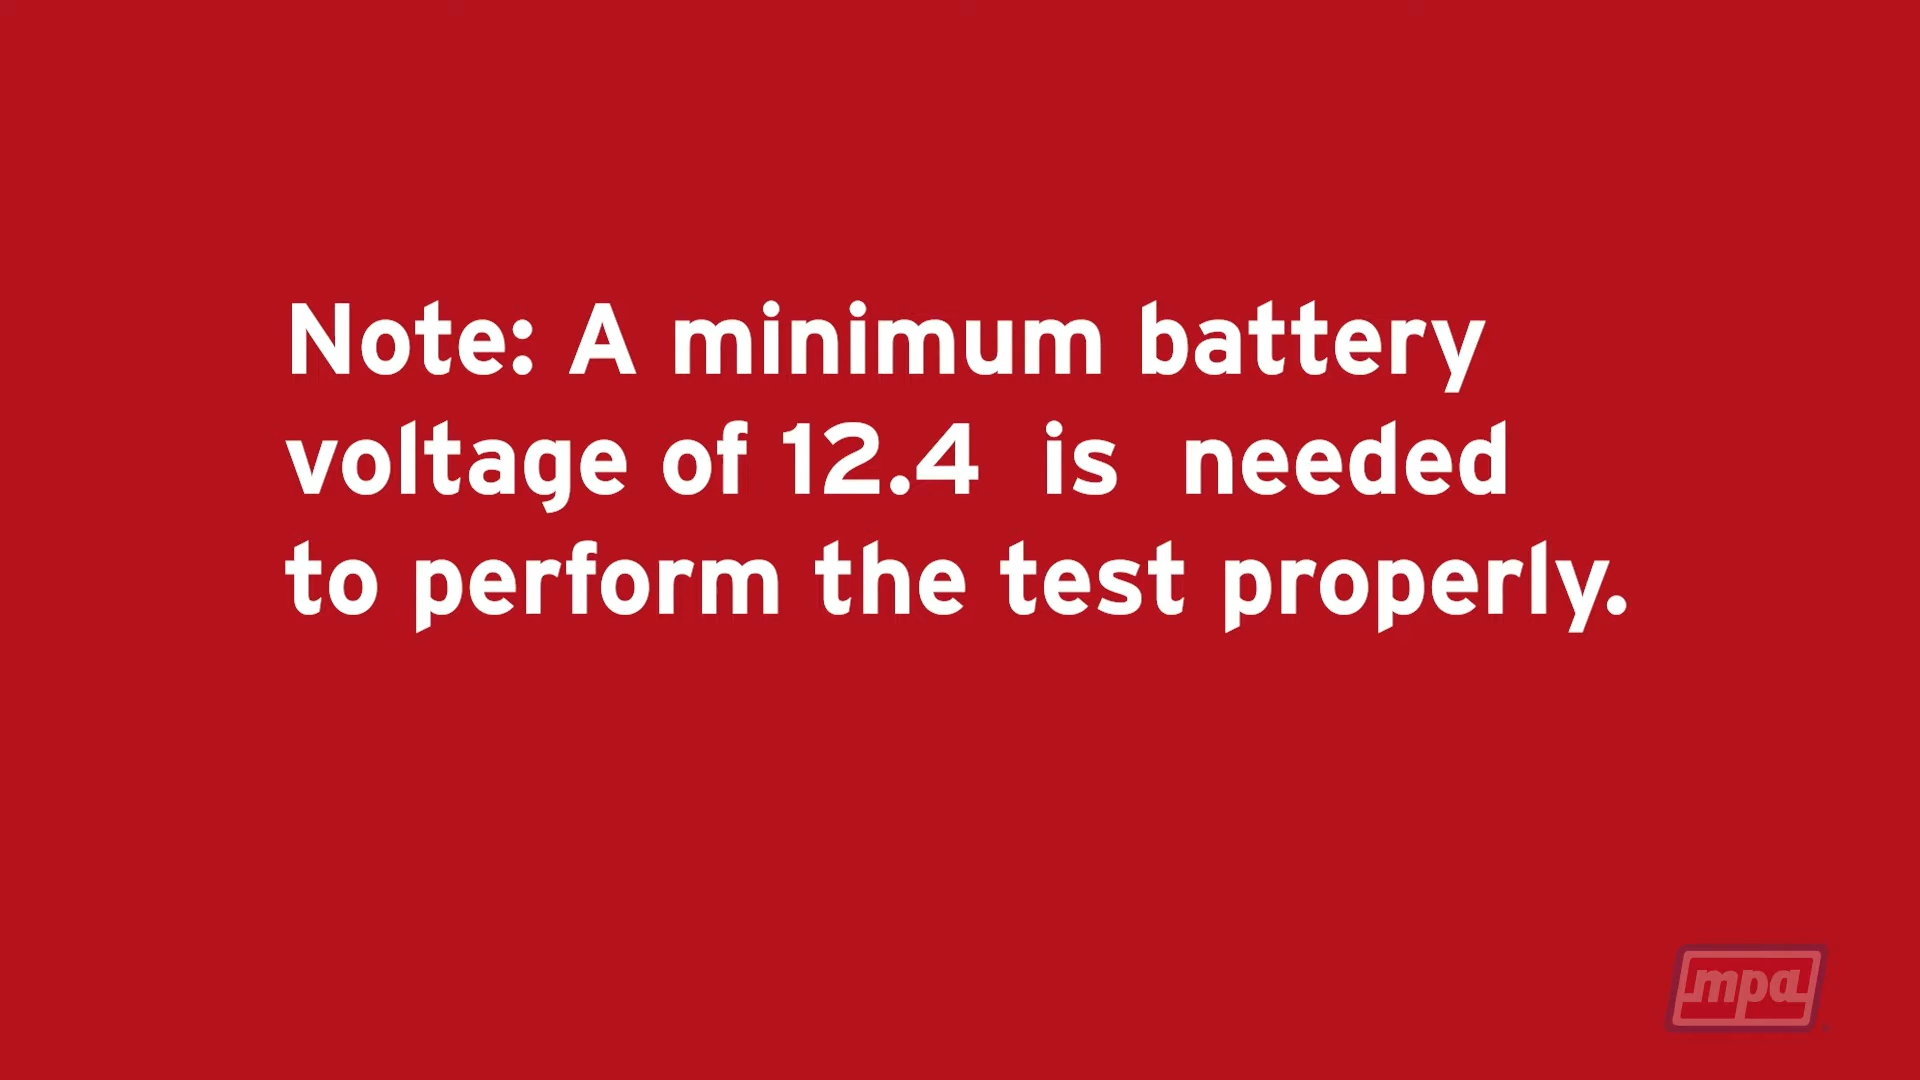 Note: A minimum battery
voltage of 12.4  is  needed
to perform the test properly.
mpa